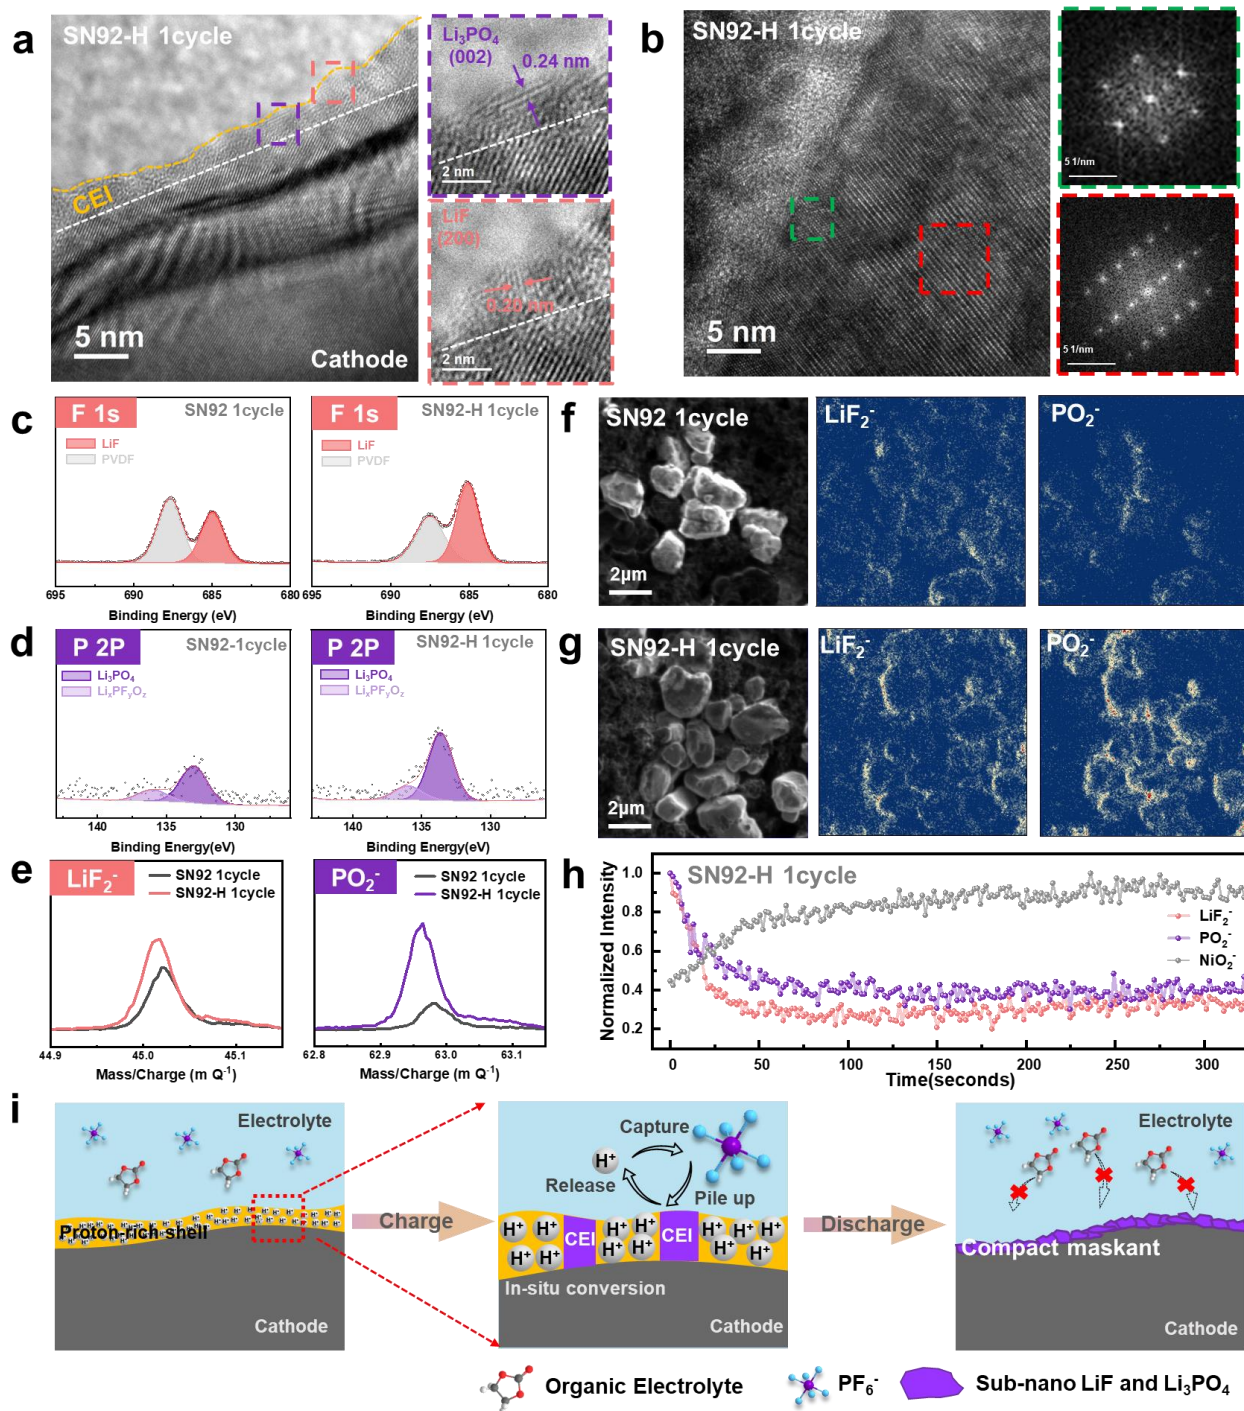 a
SN92-H 1cycle
CEI
5 nm
Cathode
Li₃PO₄
(002)
0.24 nm
2 nm
LiF
(200)
0.20 nm
2 nm
b
SN92-H 1cycle
5 nm
5 1/nm
5 1/nm
c
F 1s
SN92 1cycle
LiF
PVDF
695 690 685 680
Binding Energy (eV)
F 1s
SN92-H 1cycle
LiF
PVDF
695 690 685 680
Binding Energy (eV)
d
P 2P
SN92-1cycle
Li₃PO₄
LiₓPFᵧO_z
140 135 130
Binding Energy(eV)
P 2P
SN92-H 1cycle
Li₃PO₄
LiₓPFᵧO_z
140 135 130
Binding Energy(eV)
e
LiF₂⁻
SN92 1cycle
SN92-H 1cycle
44.9 45.0 45.1
Mass/Charge (m Q⁻¹)
PO₂⁻
SN92 1cycle
SN92-H 1cycle
62.8 62.9 63.0 63.1
Mass/Charge (m Q⁻¹)
f
SN92 1cycle
2μm
LiF₂⁻
PO₂⁻
g
SN92-H 1cycle
2μm
LiF₂⁻
PO₂⁻
h
SN92-H 1cycle
Normalized Intensity
1.0
0.8
0.6
0.4
0.2
LiF₂⁻
PO₂⁻
NiO₂⁻
0 50 100 150 200 250 300
Time(seconds)
i
Electrolyte
Proton-rich shell
Cathode
Charge
Capture
H⁺
Release
Pile up
H⁺ H⁺ CEI H⁺ H⁺ CEI H⁺ H⁺
H⁺ H⁺ H⁺ H⁺
In-situ conversion
Cathode
Discharge
Electrolyte
Compact maskant
Cathode
Organic Electrolyte
PF₆⁻
Sub-nano LiF and Li₃PO₄